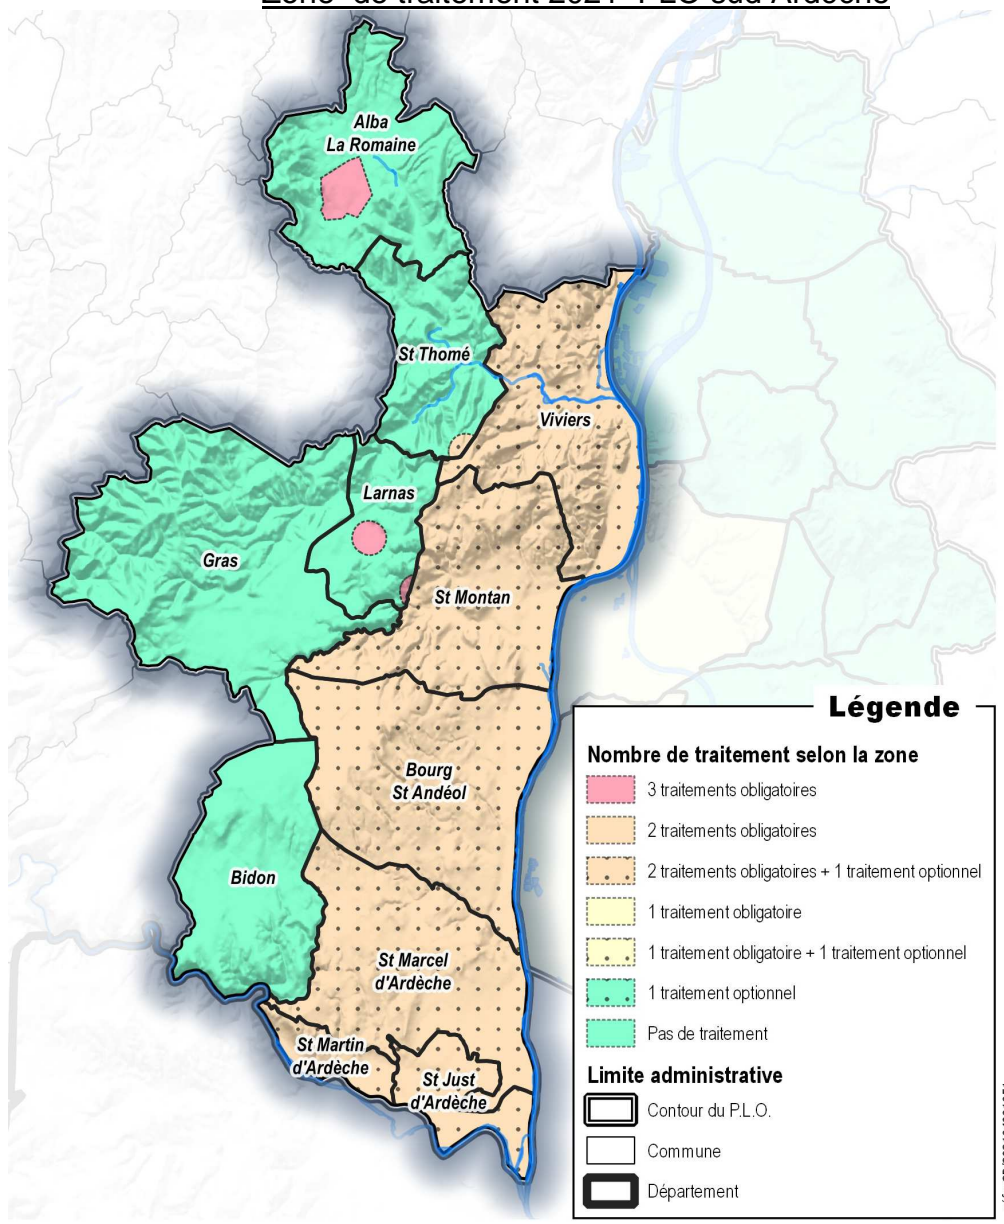 Alba
La Romaine
St Thomé
Viviers
Larnas
Gras
St Montan
Bourg
St Andéol
Bidon
St Marcel
d'Ardèche
St Martin
d'Ardèche
St Just
d'Ardèche
Légende
Nombre de traitement selon la zone
3 traitements obligatoires
2 traitements obligatoires
2 traitements obligatoires + 1 traitement optionnel
1 traitement obligatoire
1 traitement obligatoire + 1 traitement optionnel
1 traitement optionnel
Pas de traitement
Limite administrative
Contour du P.L.O.
Commune
Département